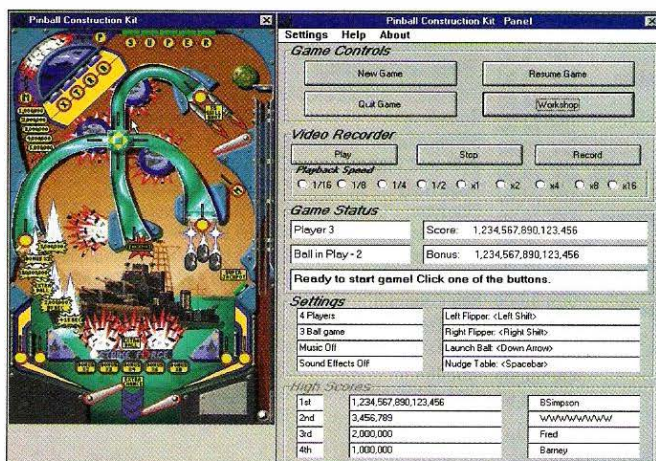 Pinball Construction Kit
SUPER
STRIKE FORCE
Pinball Construction Kit Panel
Settings Help About
Game Controls
New Game Resume Game
Quit Game Workshop
Video Recorder
Play Stop Record
Playback Speed
1/16 1/8 1/4 1/2 x1 x2 x4 x8 x16
Game Status
Player 3 Score: 1,234,567,890,123,456
Ball in Play - 2 Bonus: 1,234,567,890,123,456
Ready to start game! Click one of the buttons.
Settings
4 Players Left Flipper: <Left Shift>
3 Ball game Right Flipper: <Right Shift>
Music Off Launch Ball: <Down Arrow>
Sound Effects Off Nudge Table: <Spacebar>
High Scores
1st 1,234,567,890,123,456 BSimpson
2nd 3,456,789
3rd 2,000,000 Fred
4th 1,000,000 Barney